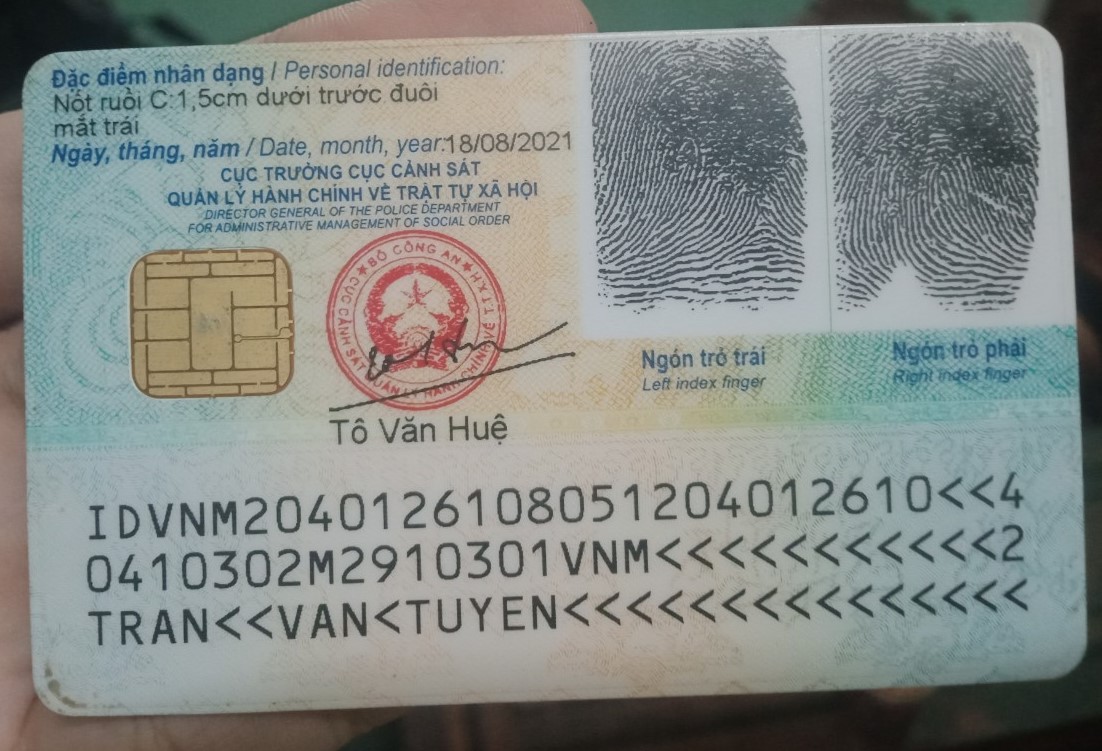 Đặc điểm nhân dạng / Personal identification:
Nốt ruồi C:1,5cm dưới trước đuôi
mắt trái
Ngày, tháng, năm / Date, month, year:18/08/2021
CỤC TRƯỞNG CỤC CẢNH SÁT
QUẢN LÝ HÀNH CHÍNH VỀ TRẬT TỰ XÃ HỘI
DIRECTOR GENERAL OF THE POLICE DEPARTMENT
FOR ADMINISTRATIVE MANAGEMENT OF SOCIAL ORDER
BỘ CÔNG AN
CỤC CẢNH SÁT QUẢN LÝ HÀNH CHÍNH VỀ TTXH
Tô Văn Huệ
Ngón trỏ trái
Left index finger
Ngón trỏ phải
Right index finger
IDVNM2040126108051204012610<<4
0410302M2910301VNM<<<<<<<<<<<2
TRAN<<VAN<TUYEN<<<<<<<<<<<<<<<